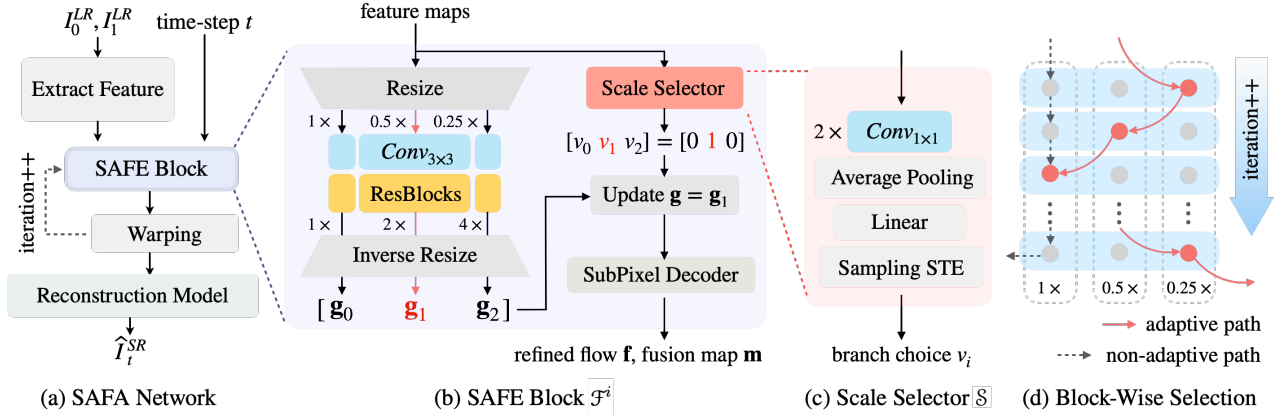 I_0^{LR}, I_1^{LR} time-step t
Extract Feature
SAFE Block
iteration++
Warping
Reconstruction Model
Î_t^{SR}
(a) SAFA Network
feature maps
Resize
1× 0.5× 0.25×
Conv_{3×3}
ResBlocks
1× 2× 4×
Inverse Resize
[ g_0 g_1 g_2 ]
Scale Selector
[v_0 v_1 v_2] = [0 1 0]
Update g = g_1
SubPixel Decoder
refined flow f, fusion map m
(b) SAFE Block ℱ^i
2× Conv_{1×1}
Average Pooling
Linear
Sampling STE
branch choice v_i
(c) Scale Selector 𝕊
iteration++
1× 0.5× 0.25×
adaptive path
non-adaptive path
(d) Block-Wise Selection